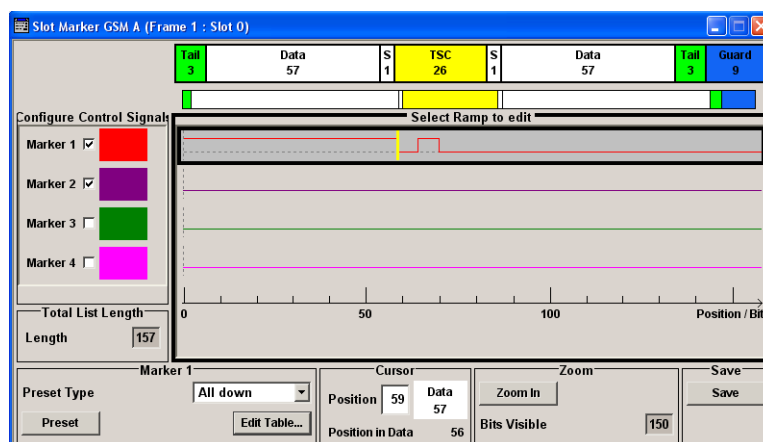 Slot Marker GSM A (Frame 1 : Slot 0)
Tail Data S TSC S Data Tail Guard
3 57 1 26 1 57 3 9
Configure Control Signals
Select Ramp to edit
Marker 1
Marker 2
Marker 3
Marker 4
0 50 100 Position / Bit
Total List Length
Length 157
Marker 1
Preset Type All down
Preset Edit Table...
Cursor
Position 59 Data
57
Position in Data 56
Zoom
Zoom In
Bits Visible 150
Save
Save